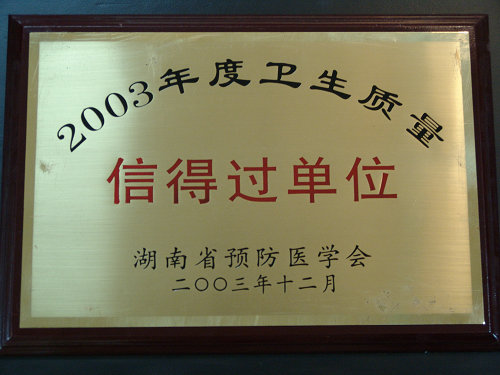 2003年度卫生质量
信得过单位
湖南省预防医学会
二〇〇三年十二月